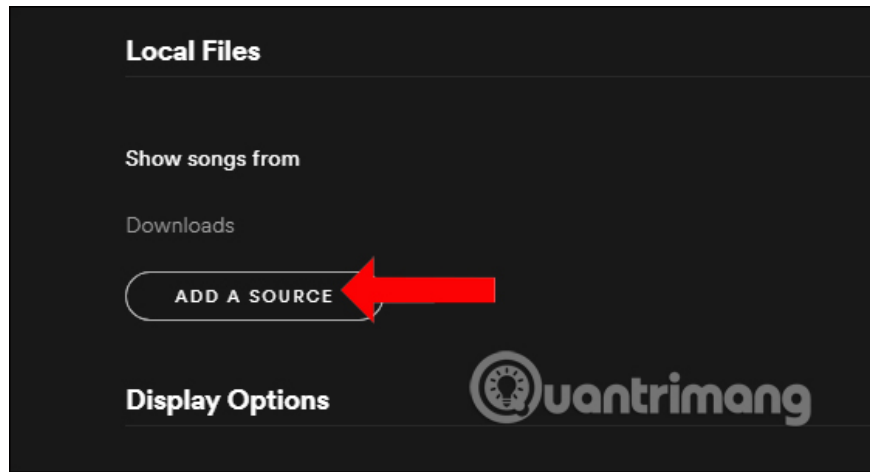 Local Files
Show songs from
Downloads
ADD A SOURCE
Display Options
Quantrimang